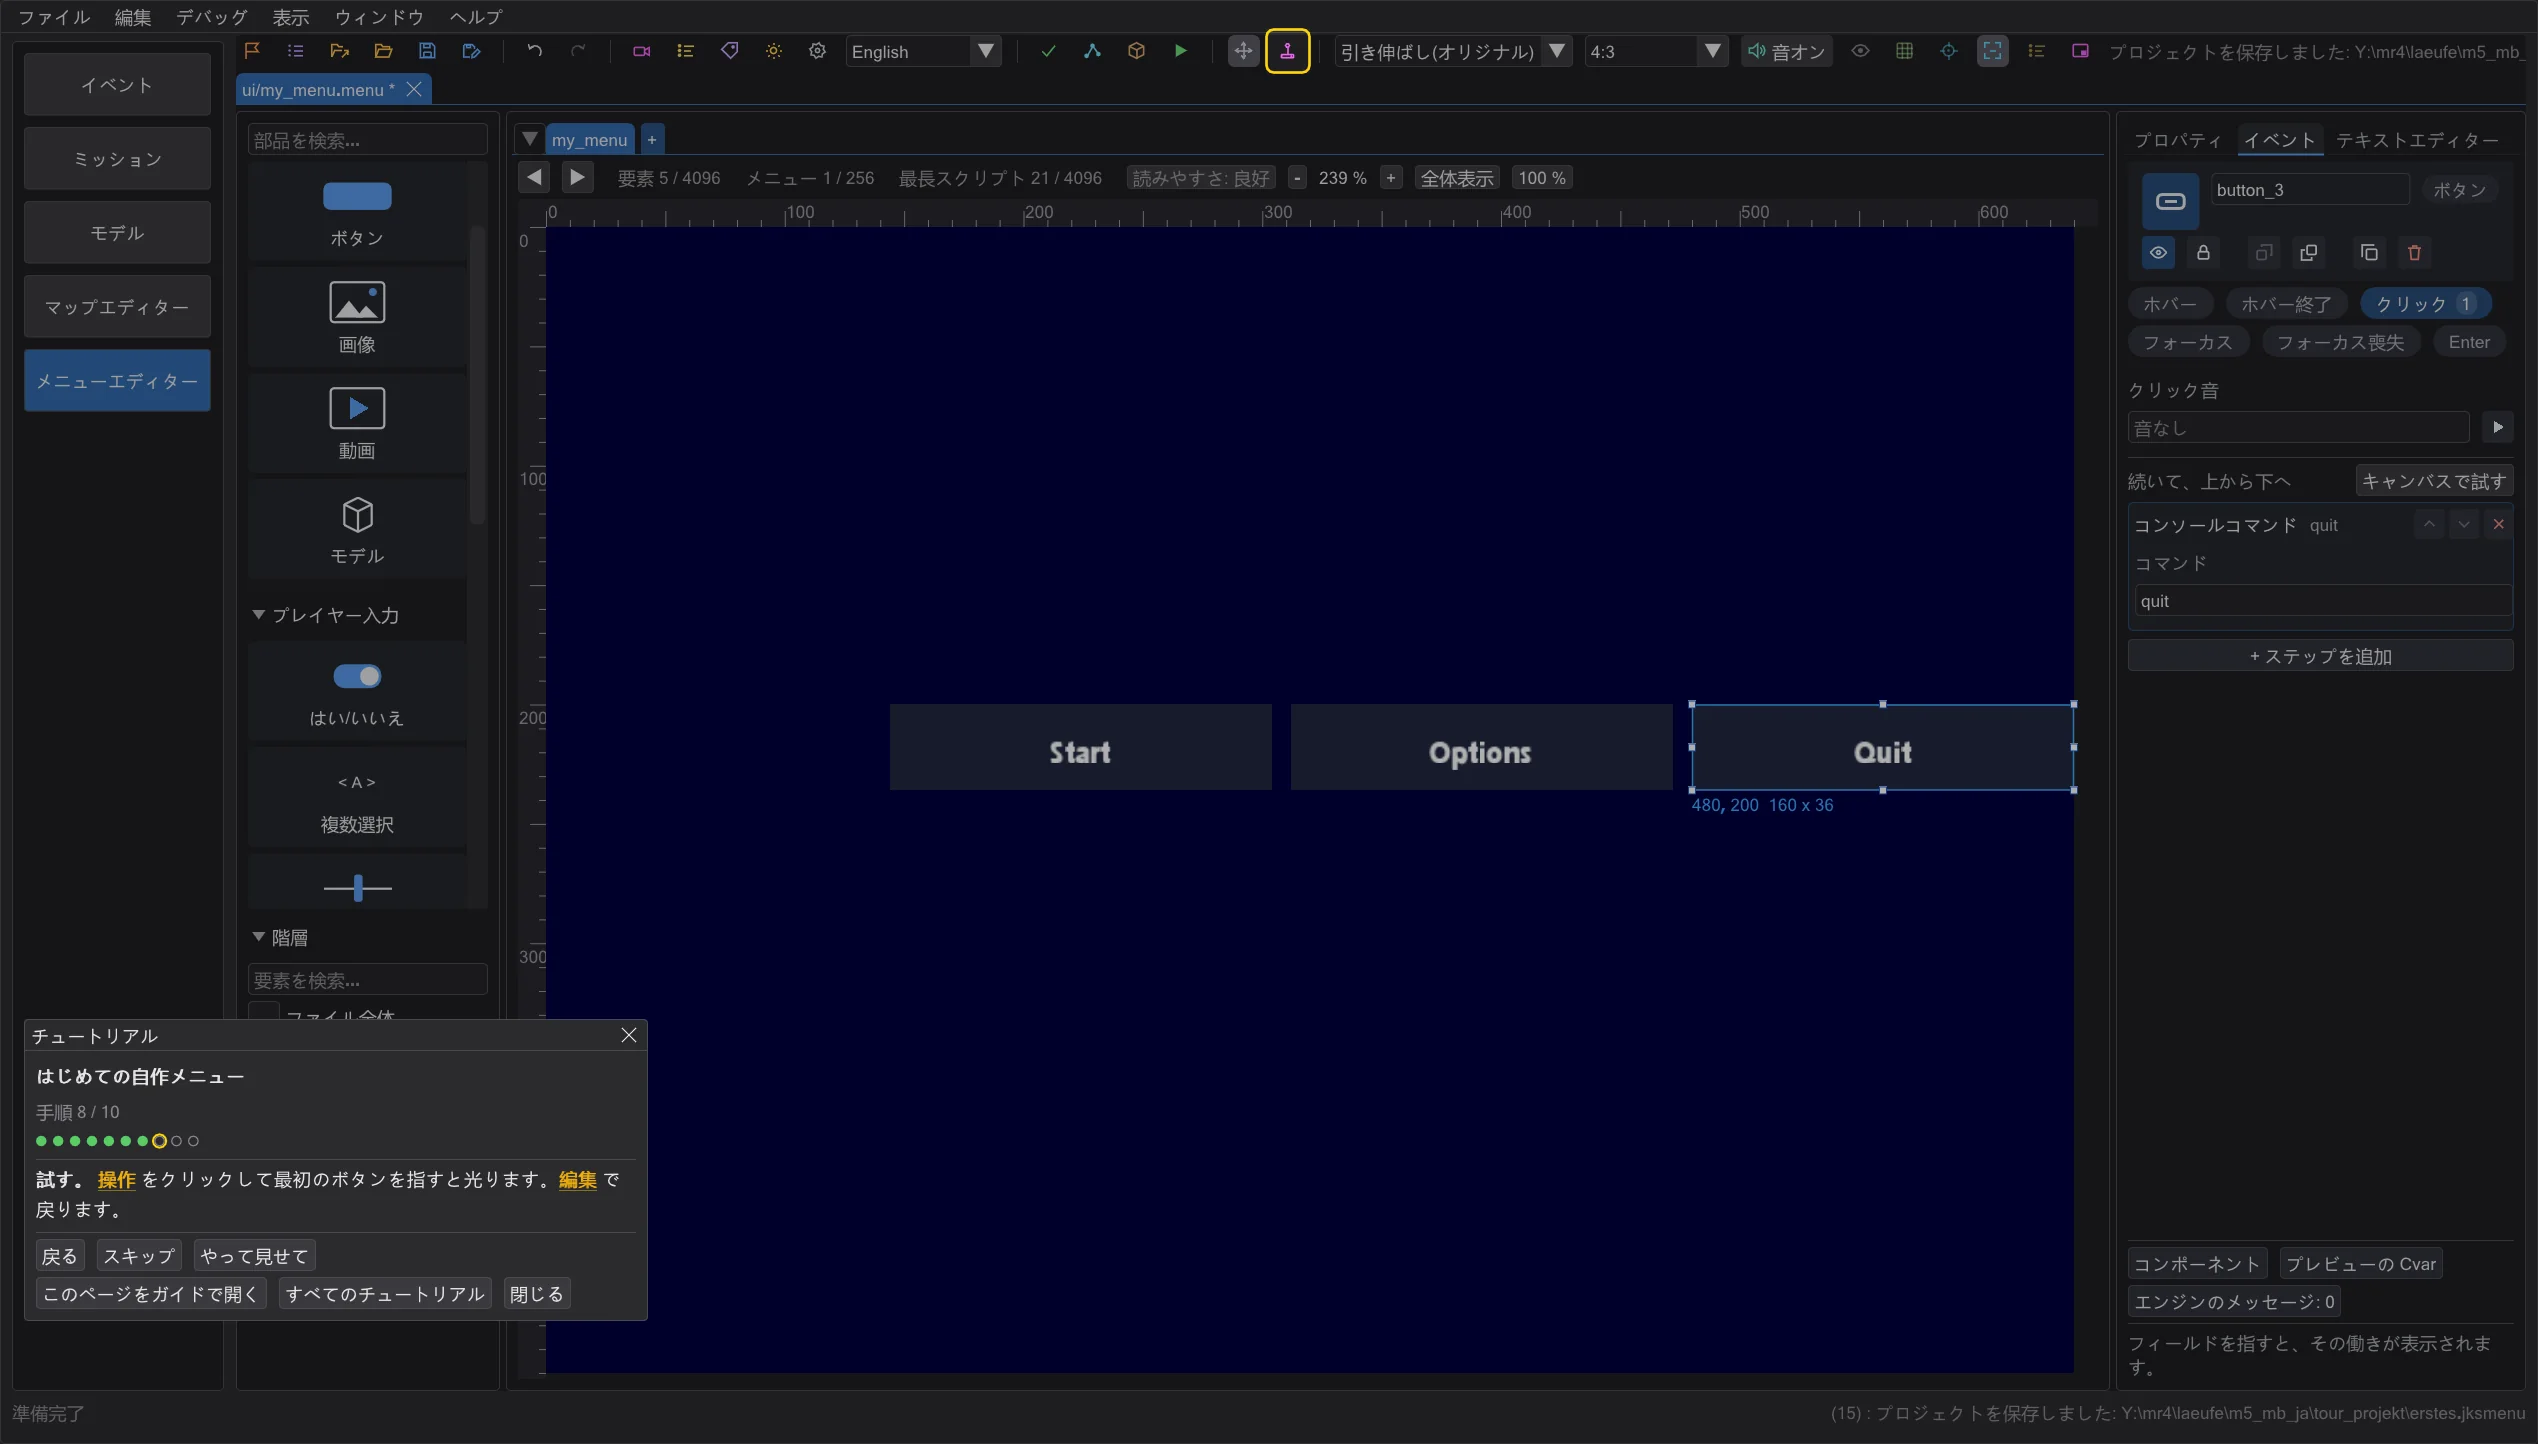 ファイル 編集 デバッグ 表示 ウィンドウ ヘルプ
English
引き伸ばし(オリジナル)
4:3
音オン
プロジェクトを保存しました: Y:\mr4\laeufe\m5_mb_
イベント
ミッション
モデル
マップエディター
メニューエディター
ui/my_menu.menu *
部品を検索...
ボタン
画像
動画
モデル
プレイヤー入力
はい/いいえ
< A >
複数選択
階層
要素を検索...
ファイル全体
my_menu
+
要素 5 / 4096 メニュー 1 / 256 最長スクリプト 21 / 4096 読みやすさ: 良好 - 239 % + 全体表示 100 %
0 100 200 300 400 500 600
0
100
200
300
Start
Options
Quit
480, 200 160 x 36
プロパティ イベント テキストエディター
button_3
ボタン
ホバー ホバー終了 クリック 1
フォーカス フォーカス喪失 Enter
クリック音
音なし
続いて、上から下へ キャンバスで試す
コンソールコマンド quit
コマンド
quit
+ ステップを追加
コンポーネント プレビューの Cvar
エンジンのメッセージ: 0
フィールドを指すと、その働きが表示されま
す。
チュートリアル
はじめての自作メニュー
手順 8 / 10
試す。 操作 をクリックして最初のボタンを指すと光ります。編集 で
戻ります。
戻る スキップ やって見せて
このページをガイドで開く すべてのチュートリアル 閉じる
準備完了
(15) : プロジェクトを保存しました: Y:\mr4\laeufe\m5_mb_ja\tour_projekt\erstes.jksmenu